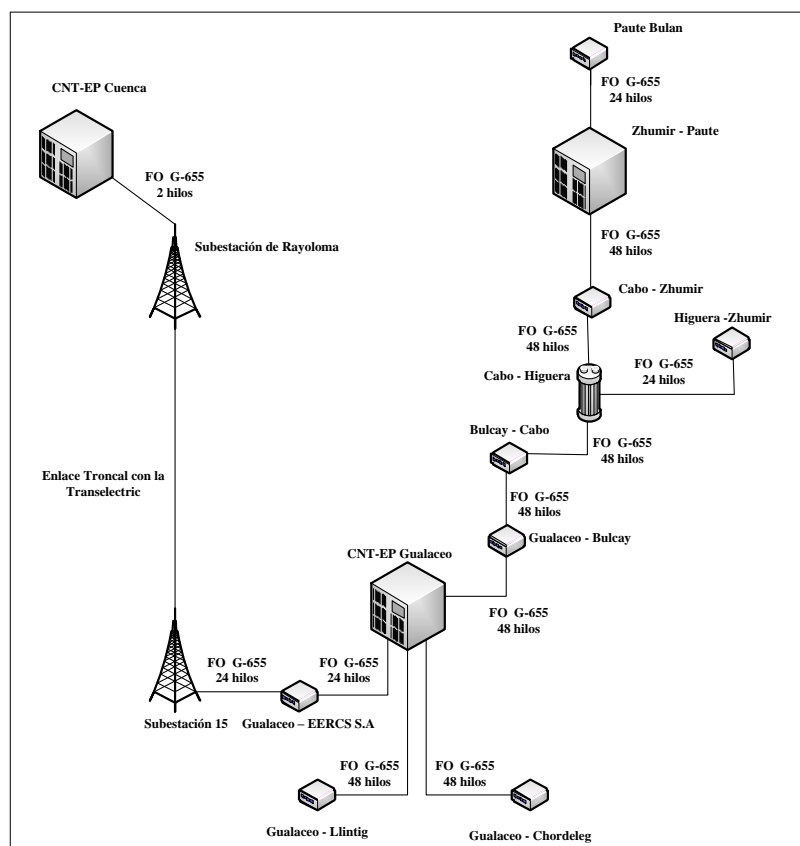 Paute Bulan
FO G-655
24 hilos
CNT-EP Cuenca
Zhumir - Paute
FO G-655
2 hilos
Subestación de Rayoloma
FO G-655
48 hilos
Cabo - Zhumir
Higuera -Zhumir
FO G-655
48 hilos
FO G-655
24 hilos
Cabo - Higuera
Bulcay - Cabo
FO G-655
48 hilos
Enlace Troncal con la
Transelectric
FO G-655
48 hilos
Gualaceo - Bulcay
CNT-EP Gualaceo
FO G-655
48 hilos
FO G-655
24 hilos
FO G-655
24 hilos
Subestación 15
Gualaceo – EERCS S.A
FO G-655
48 hilos
FO G-655
48 hilos
Gualaceo - Llintig
Gualaceo - Chordeleg